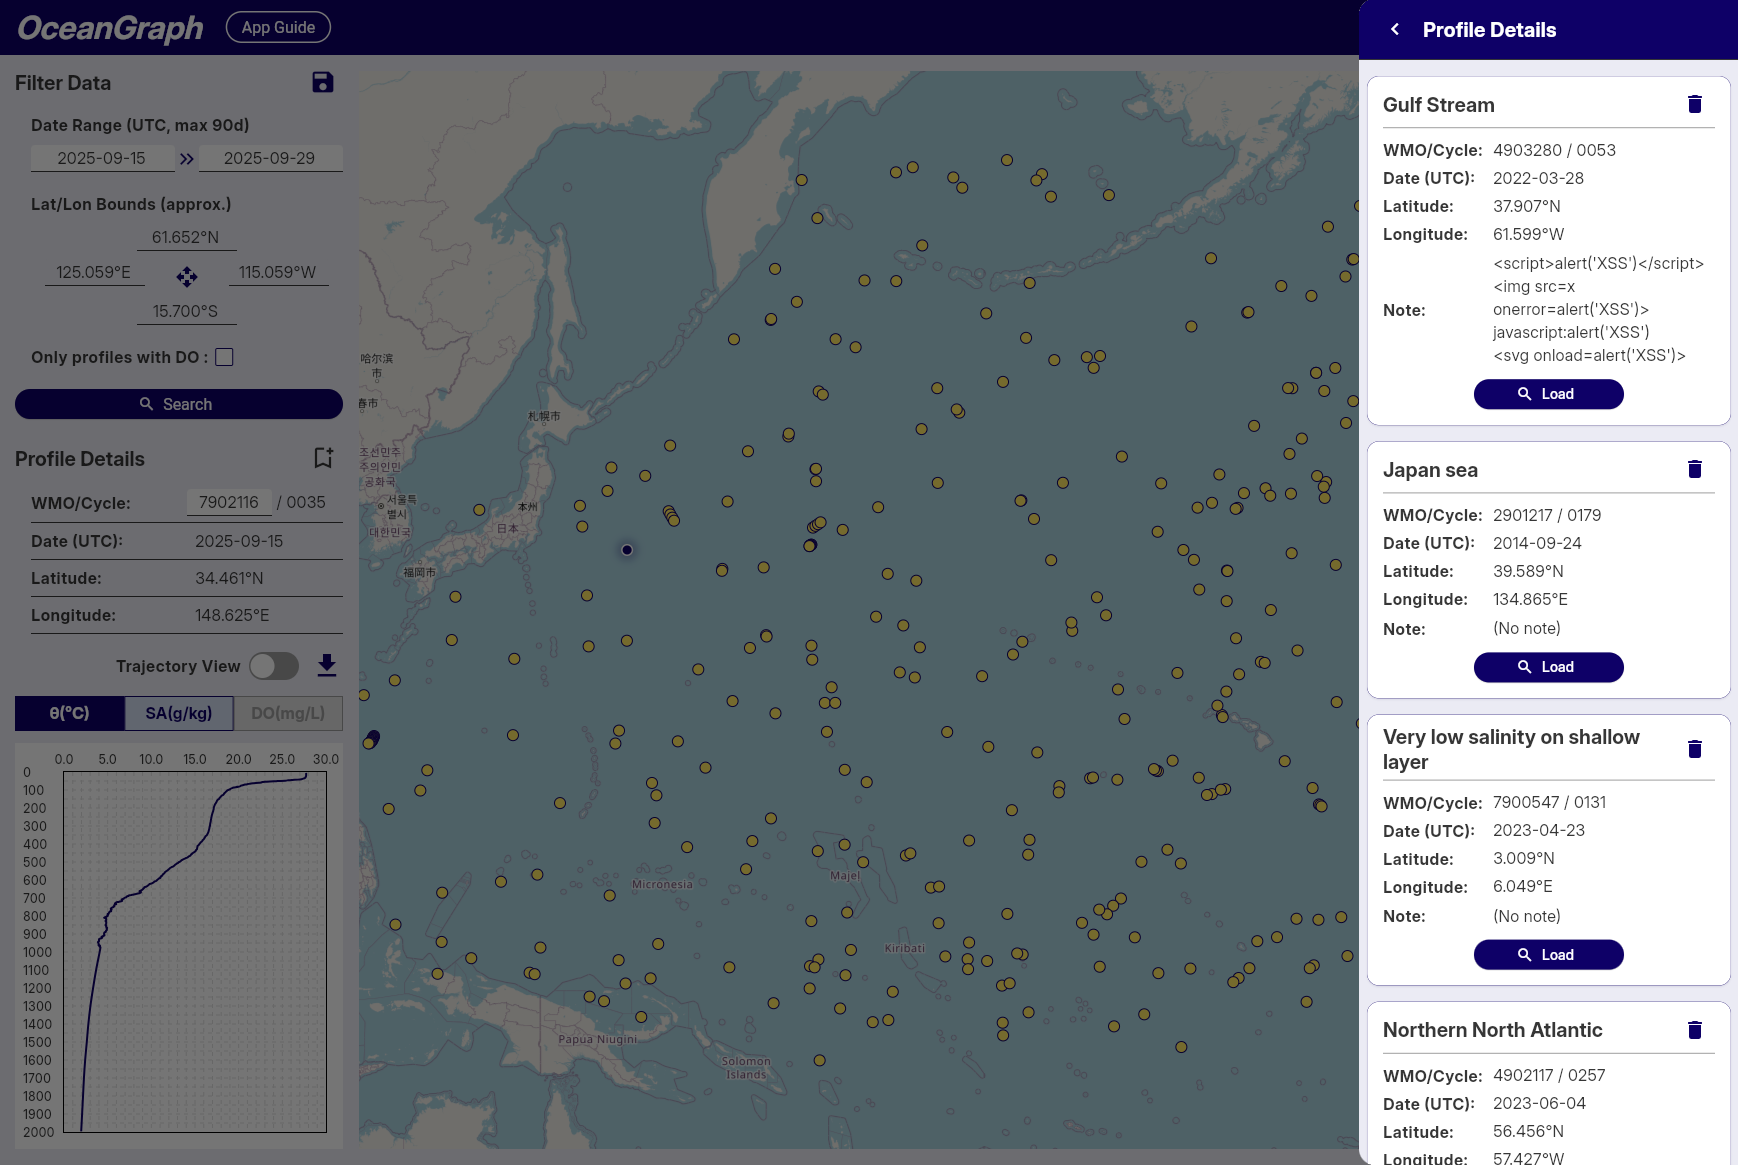 OceanGraph
App Guide
Filter Data
Date Range (UTC, max 90d)
2025-09-15
2025-09-29
Lat/Lon Bounds (approx.)
61.652°N
125.059°E
115.059°W
15.700°S
Only profiles with DO :
Search
Profile Details
WMO/Cycle: 7902116 / 0035
Date (UTC): 2025-09-15
Latitude: 34.461°N
Longitude: 148.625°E
Trajectory View
θ(°C)
SA(g/kg)
DO(mg/L)
0.0 5.0 10.0 15.0 20.0 25.0 30.0
0
100
200
300
400
500
600
700
800
900
1000
1100
1200
1300
1400
1500
1600
1700
1800
1900
2000
哈尔滨
市
春市
札幌市
조선민주
주의인민
공화국
서울특
별시
대한민국
本州
日本
福岡市
Micronesia
Majel
Kiribati
Papua Niugini
Solomon
Islands
Profile Details
Gulf Stream
WMO/Cycle: 4903280 / 0053
Date (UTC): 2022-03-28
Latitude: 37.907°N
Longitude: 61.599°W
Note:
<script>alert('XSS')</script>
<img src=x
onerror=alert('XSS')>
javascript:alert('XSS')
<svg onload=alert('XSS')>
Load
Japan sea
WMO/Cycle: 2901217 / 0179
Date (UTC): 2014-09-24
Latitude: 39.589°N
Longitude: 134.865°E
Note: (No note)
Load
Very low salinity on shallow
layer
WMO/Cycle: 7900547 / 0131
Date (UTC): 2023-04-23
Latitude: 3.009°N
Longitude: 6.049°E
Note: (No note)
Load
Northern North Atlantic
WMO/Cycle: 4902117 / 0257
Date (UTC): 2023-06-04
Latitude: 56.456°N
Longitude: 57.427°W